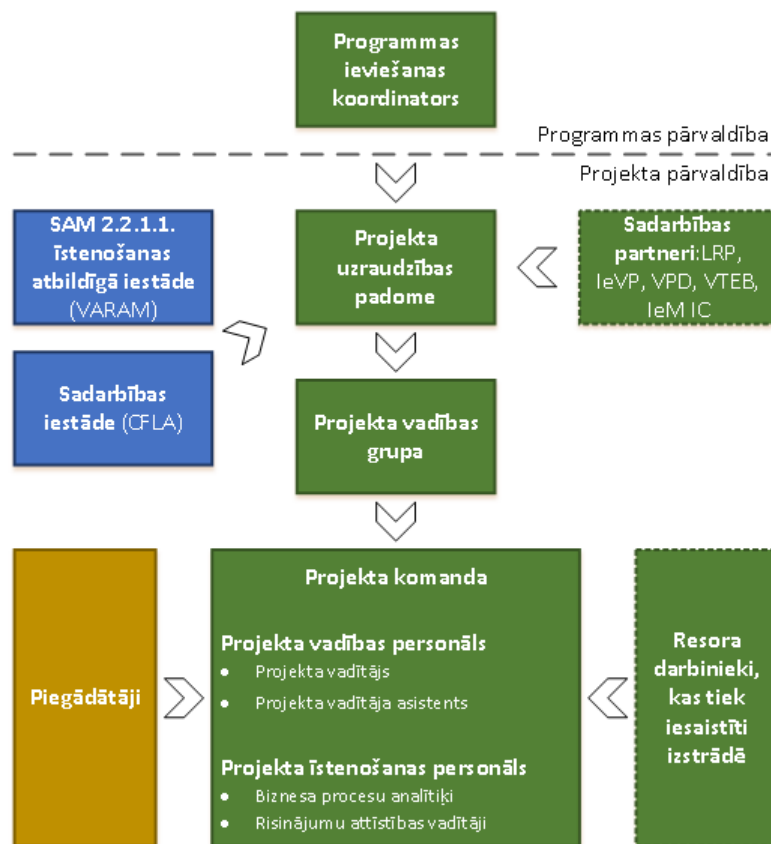 Programmas
ieviešanas
koordinators
Programmas pārvaldība
Projekta pārvaldība
SAM 2.2.1.1.
īstenošanas
atbildīgā iestāde
(VARAM)
Projekta
uzraudzības
padome
Sadarbības
partneri:LRP,
IeVP, VPD, VTEB,
IeM IC
Sadarbības
iestāde (CFLA)
Projekta vadības
grupa
Piegādātāji
Projekta komanda
Projekta vadības personāls
• Projekta vadītājs
• Projekta vadītāja asistents
Projekta īstenošanas personāls
• Biznesa procesu analītiķi
• Risinājumu attīstības vadītāji
Resora
darbinieki,
kas tiek
iesaistīti
izstrādē